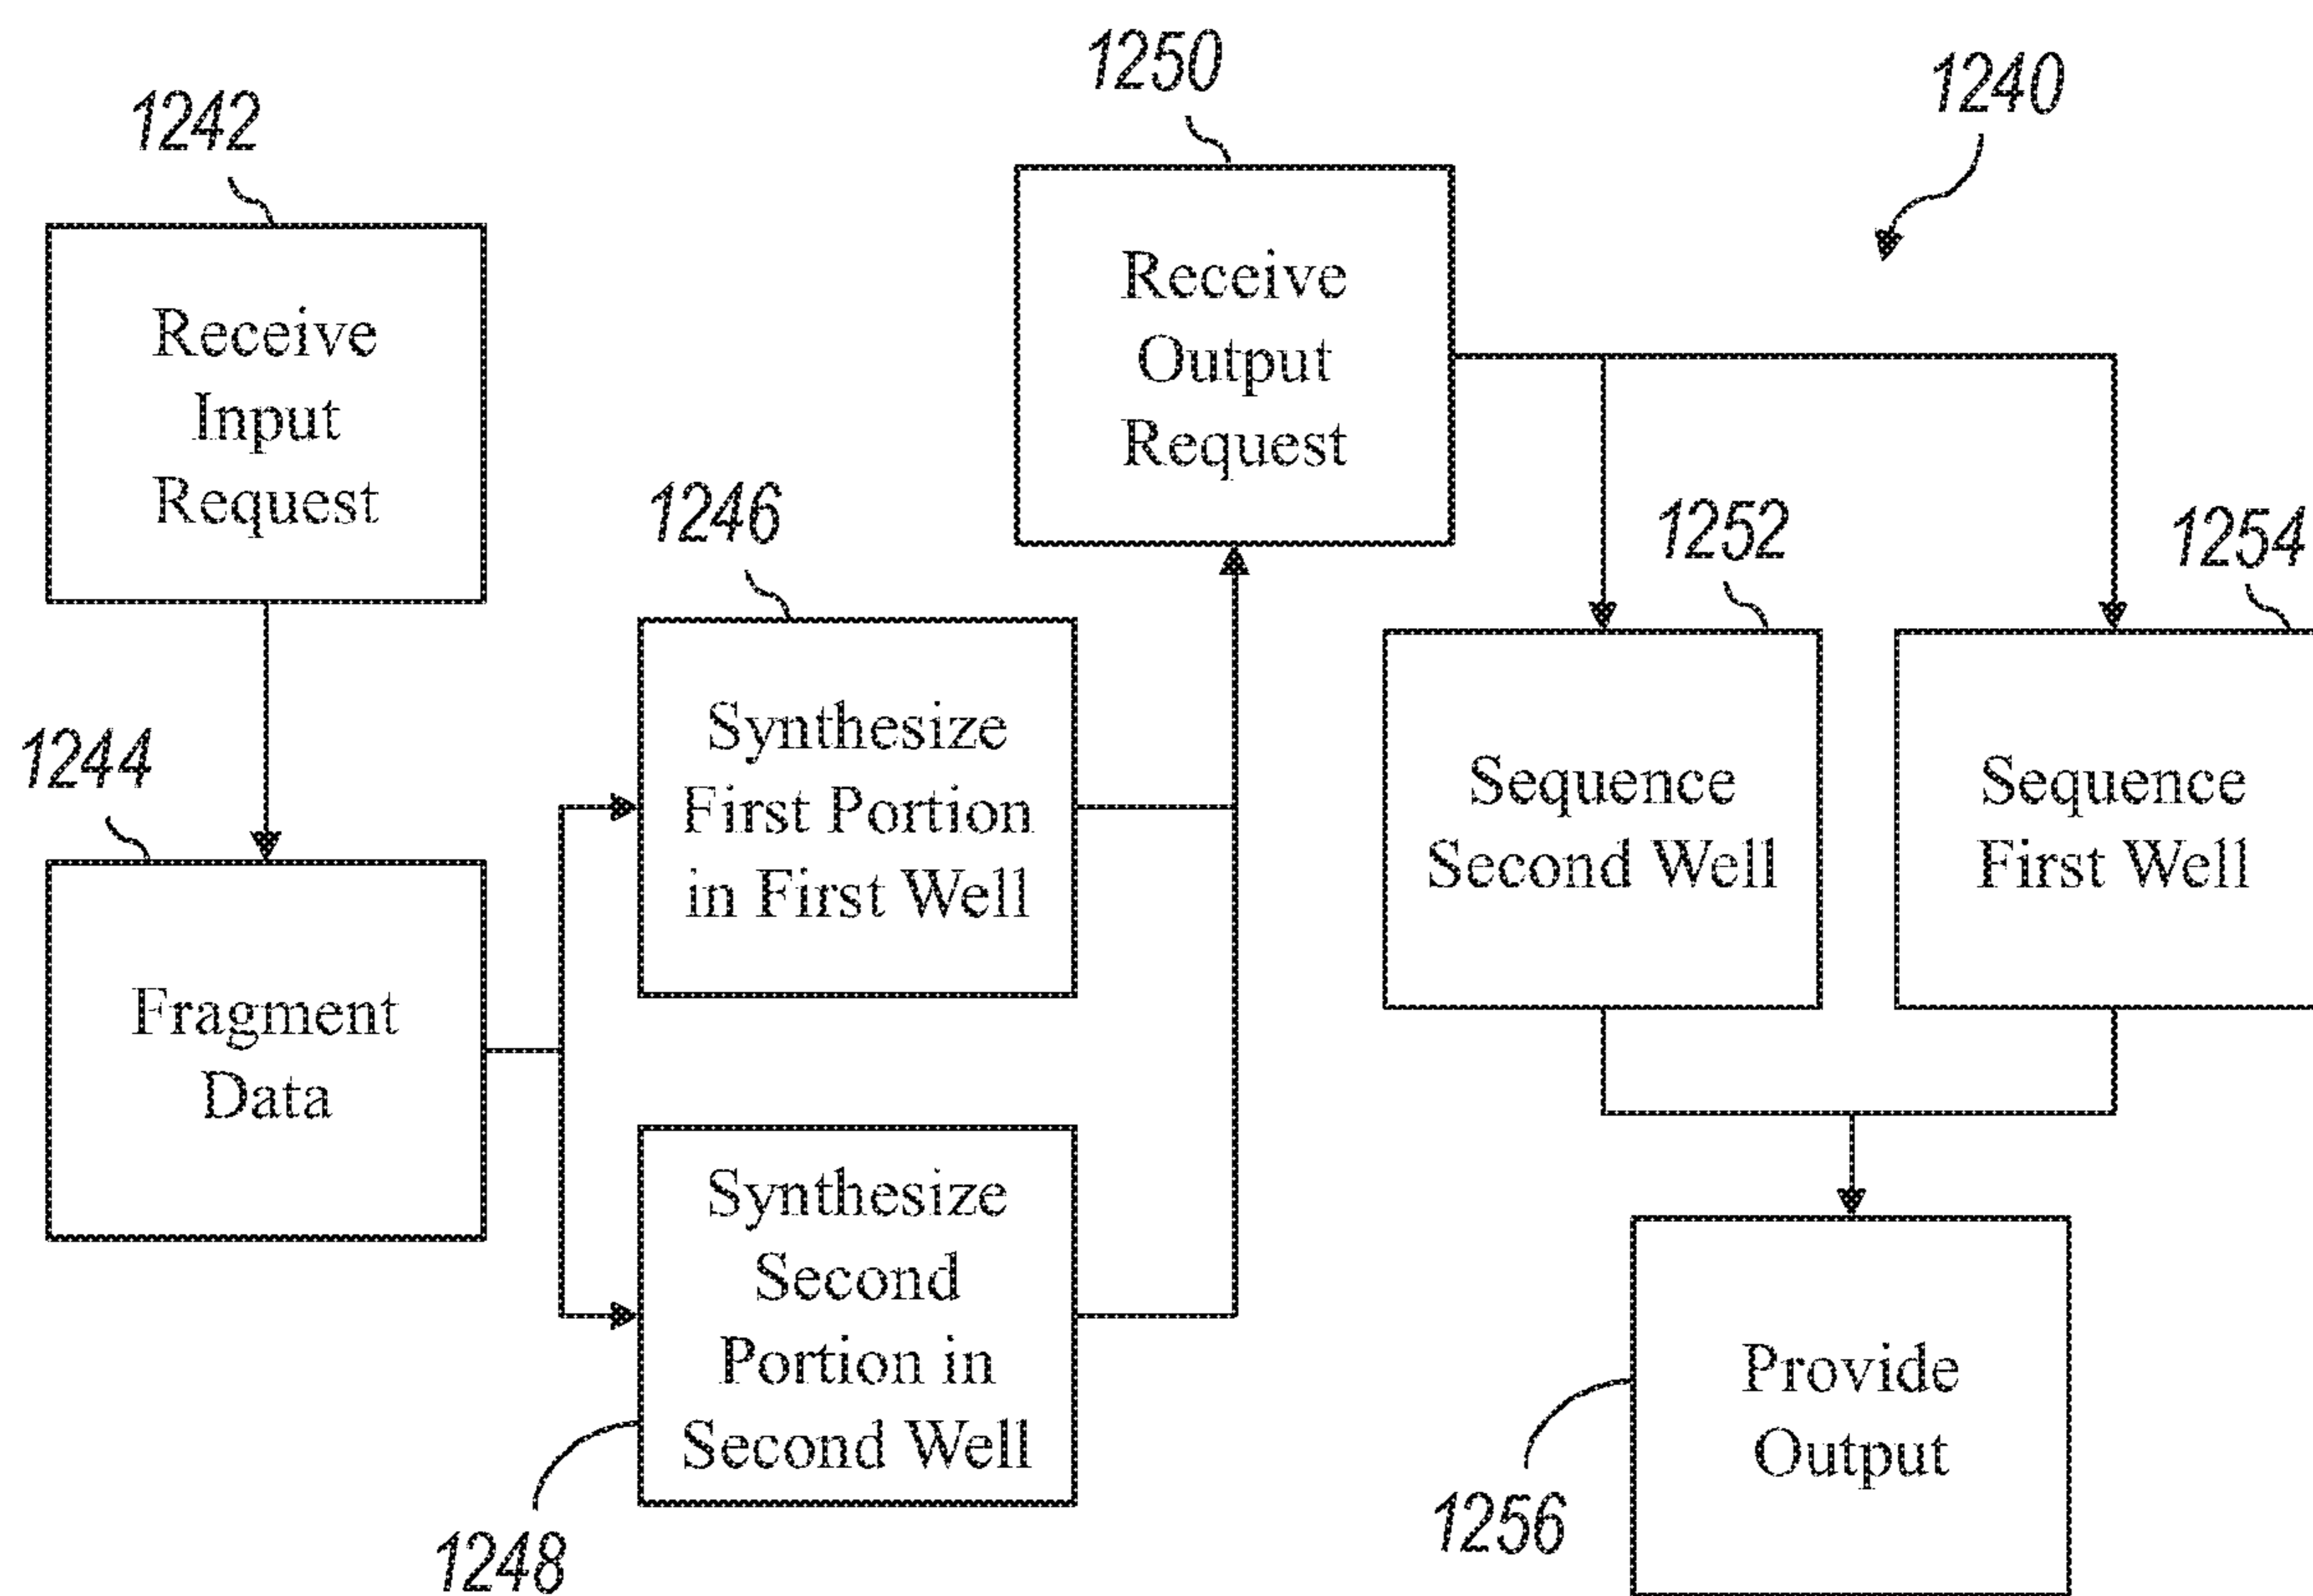 1242
Receive
Input
Request
1244
Fragment
Data
1246
Synthesize
First Portion
in First Well
Synthesize
Second
Portion in
Second Well
1248
1250
Receive
Output
Request
1240
1252
Sequence
Second Well
1254
Sequence
First Well
Provide
Output
1256